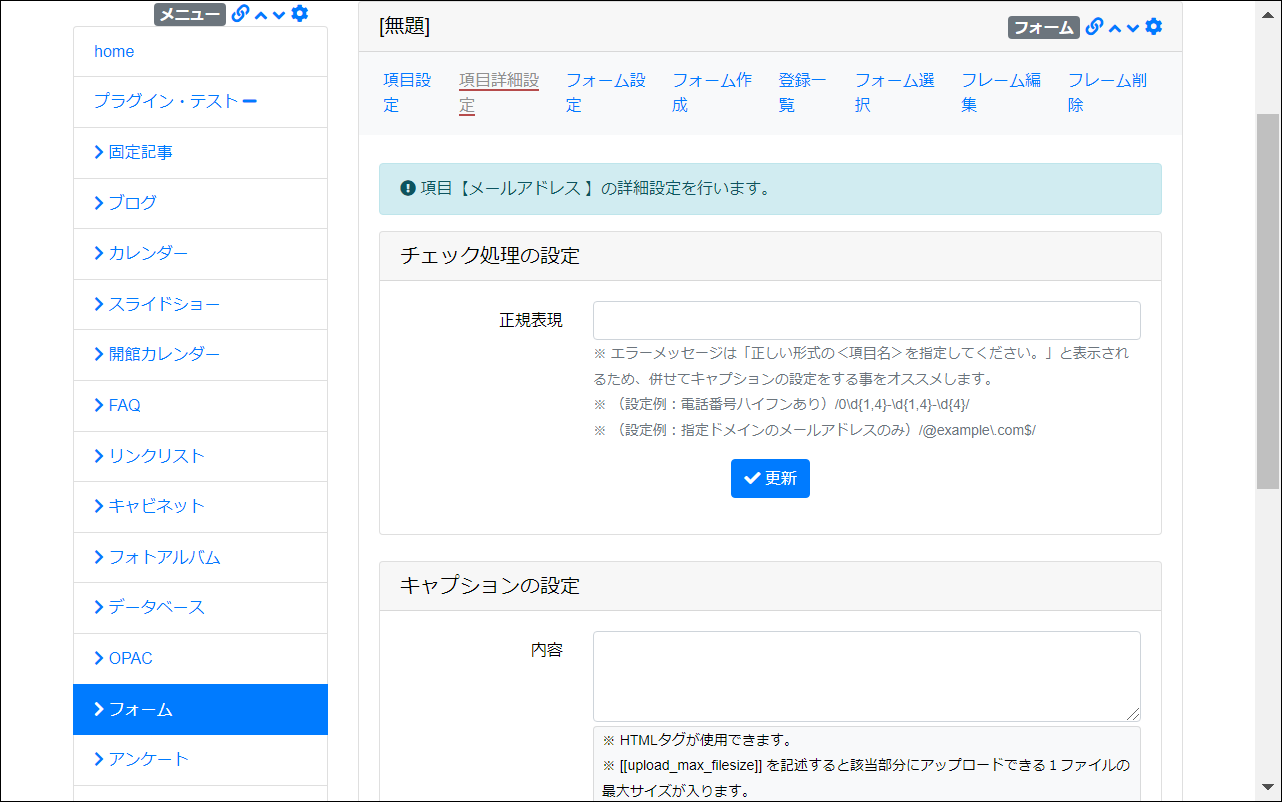 メニュー
home
プラグイン・テスト
固定記事
ブログ
カレンダー
スライドショー
開館カレンダー
FAQ
リンクリスト
キャビネット
フォトアルバム
データベース
OPAC
フォーム
アンケート
[無題]
フォーム
項目設定
項目詳細設定
フォーム設定
フォーム作成
登録一覧
フォーム選択
フレーム編集
フレーム削除
項目【メールアドレス 】の詳細設定を行います。
チェック処理の設定
正規表現
※ エラーメッセージは「正しい形式の＜項目名＞を指定してください。」と表示され
るため、併せてキャプションの設定をする事をオススメします。
※ （設定例：電話番号ハイフンあり）/0\d{1,4}-\d{1,4}-\d{4}/
※ （設定例：指定ドメインのメールアドレスのみ）/@example\.com$/
更新
キャプションの設定
内容
※ HTMLタグが使用できます。
※ [[upload_max_filesize]] を記述すると該当部分にアップロードできる１ファイルの
最大サイズが入ります。